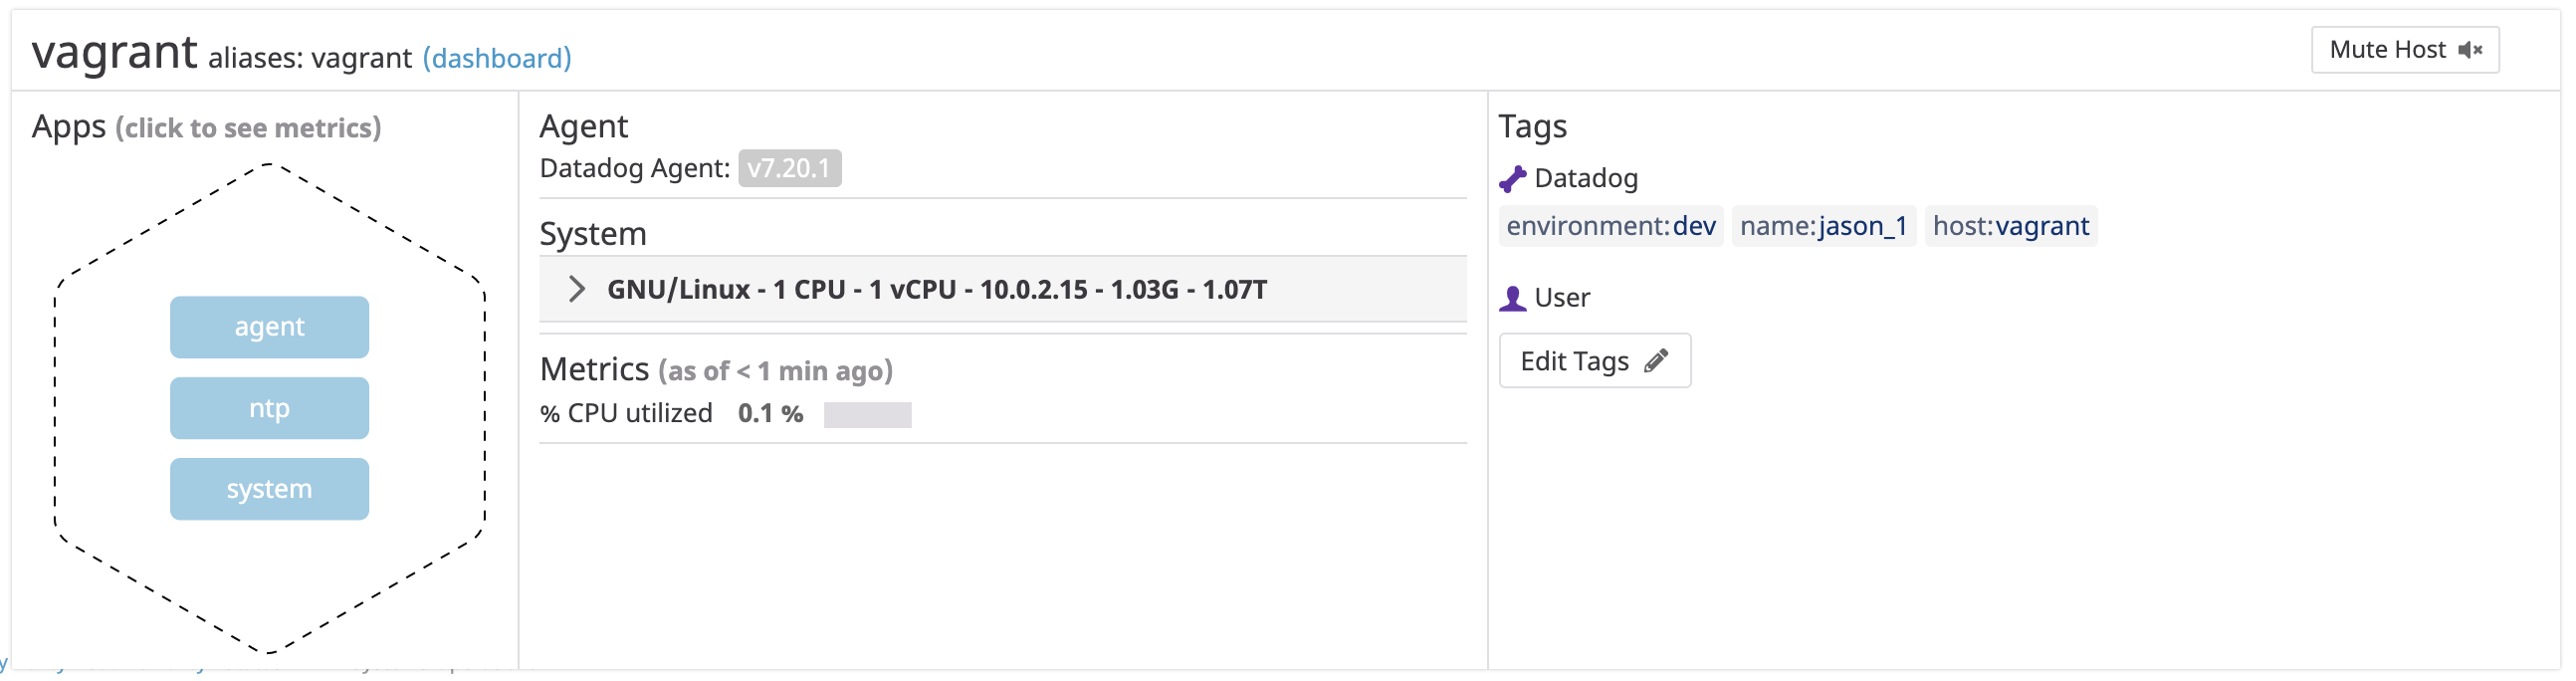 vagrant aliases: vagrant (dashboard)
Mute Host
Apps (click to see metrics)
agent
ntp
system
Agent
Datadog Agent: v7.20.1
System
GNU/Linux - 1 CPU - 1 vCPU - 10.0.2.15 - 1.03G - 1.07T
Metrics (as of < 1 min ago)
% CPU utilized 0.1 %
Tags
Datadog
environment:dev name:jason_1 host:vagrant
User
Edit Tags